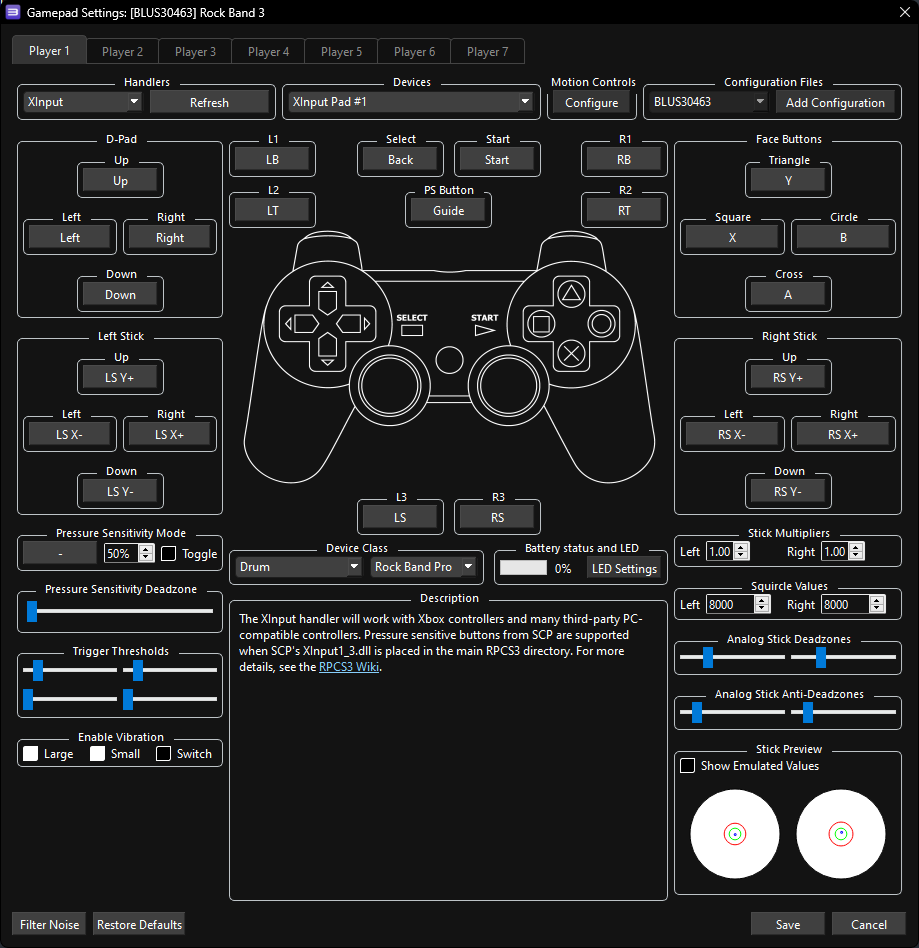 Gamepad Settings: [BLUS30463] Rock Band 3
Player 1 Player 2 Player 3 Player 4 Player 5 Player 6 Player 7
Handlers Devices Motion Controls Configuration Files
XInput Refresh XInput Pad #1 Configure BLUS30463 Add Configuration
D-Pad L1 Select Start R1 Face Buttons
Up LB Back Start RB Triangle
Up Y
L2 PS Button R2
LT Guide RT
Left Right Square Circle
Left Right X B
Down Cross
Down A
SELECT START
Left Stick Right Stick
Up Up
LS Y+ RS Y+
Left Right Left Right
LS X- LS X+ RS X- RS X+
Down Down
LS Y- RS Y-
L3 R3
LS RS
Pressure Sensitivity Mode Stick Multipliers
- 50% Toggle Left 1.00 Right 1.00
Device Class Battery status and LED
Drum Rock Band Pro 0% LED Settings
Pressure Sensitivity Deadzone Squircle Values
Left 8000 Right 8000
Description
The XInput handler will work with Xbox controllers and many third-party PC-
compatible controllers. Pressure sensitive buttons from SCP are supported
when SCP's XInput1_3.dll is placed in the main RPCS3 directory. For more
details, see the RPCS3 Wiki.
Trigger Thresholds Analog Stick Deadzones
Analog Stick Anti-Deadzones
Enable Vibration
Large Small Switch
Stick Preview
Show Emulated Values
Filter Noise Restore Defaults Save Cancel